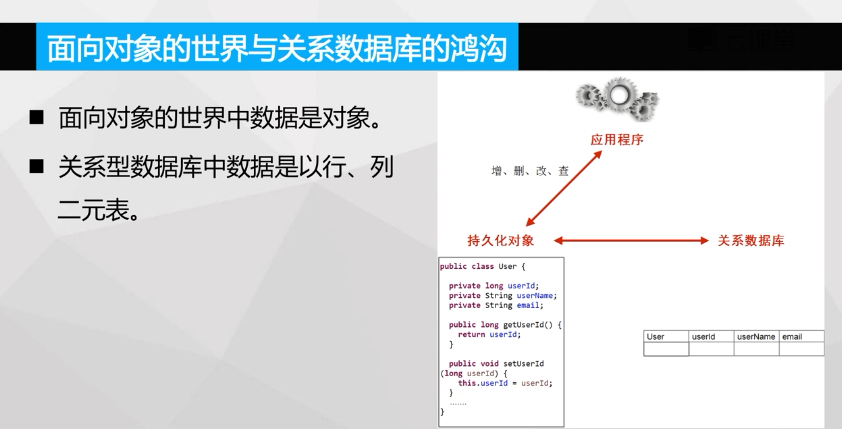 面向对象的世界与关系数据库的鸿沟
■ 面向对象的世界中数据是对象。
■ 关系型数据库中数据是以行、列
二元表。
应用程序
增、删、改、查
持久化对象
关系数据库
public class User {
private long userId;
private String userName;
private String email;
public long getUserId() {
return userId;
}
public void setUserId
(long userId) {
this.userId = userId;
}
.......
}
User userId userName email